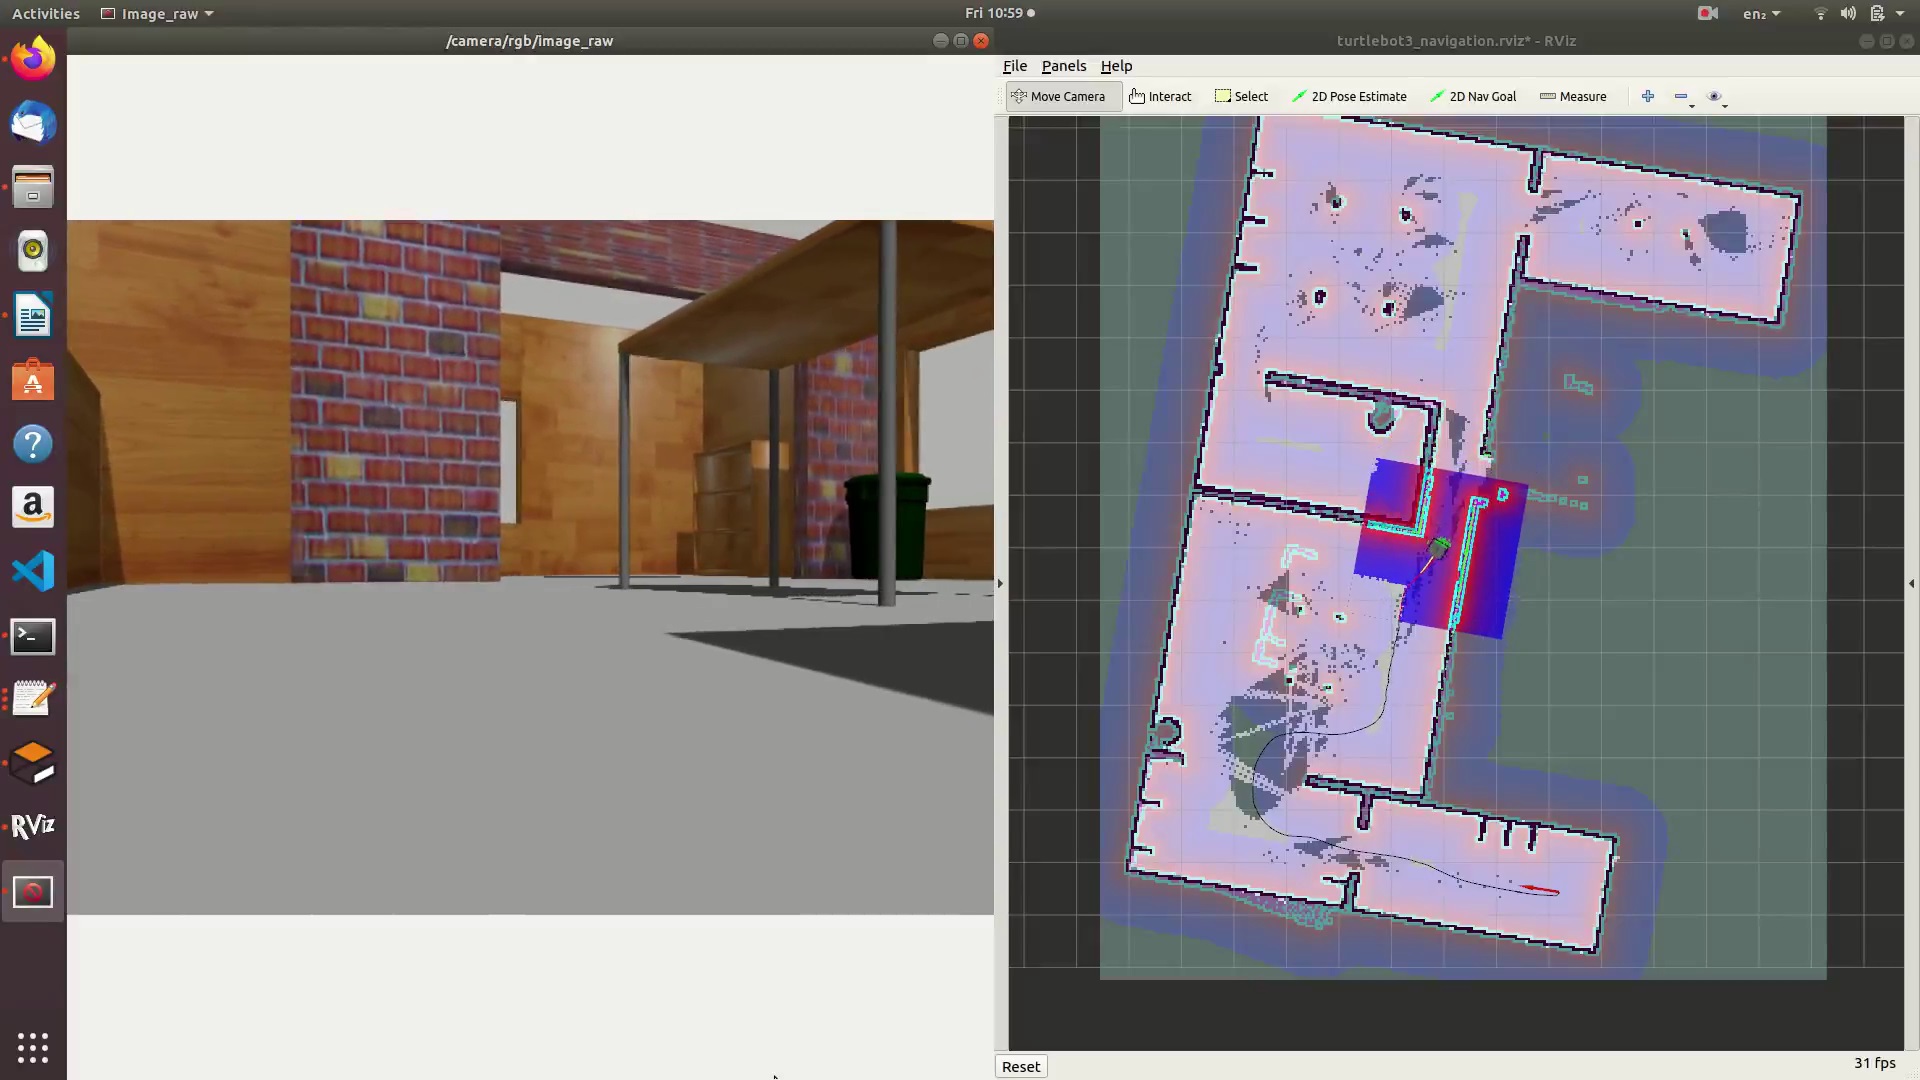 Activities
Image_raw
Fri 10:59
en₂
/camera/rgb/image_raw
turtlebot3_navigation.rviz* - RViz
File Panels Help
Move Camera
Interact
Select
2D Pose Estimate
2D Nav Goal
Measure
A
?
a
>_
RViz
Reset
31 fps